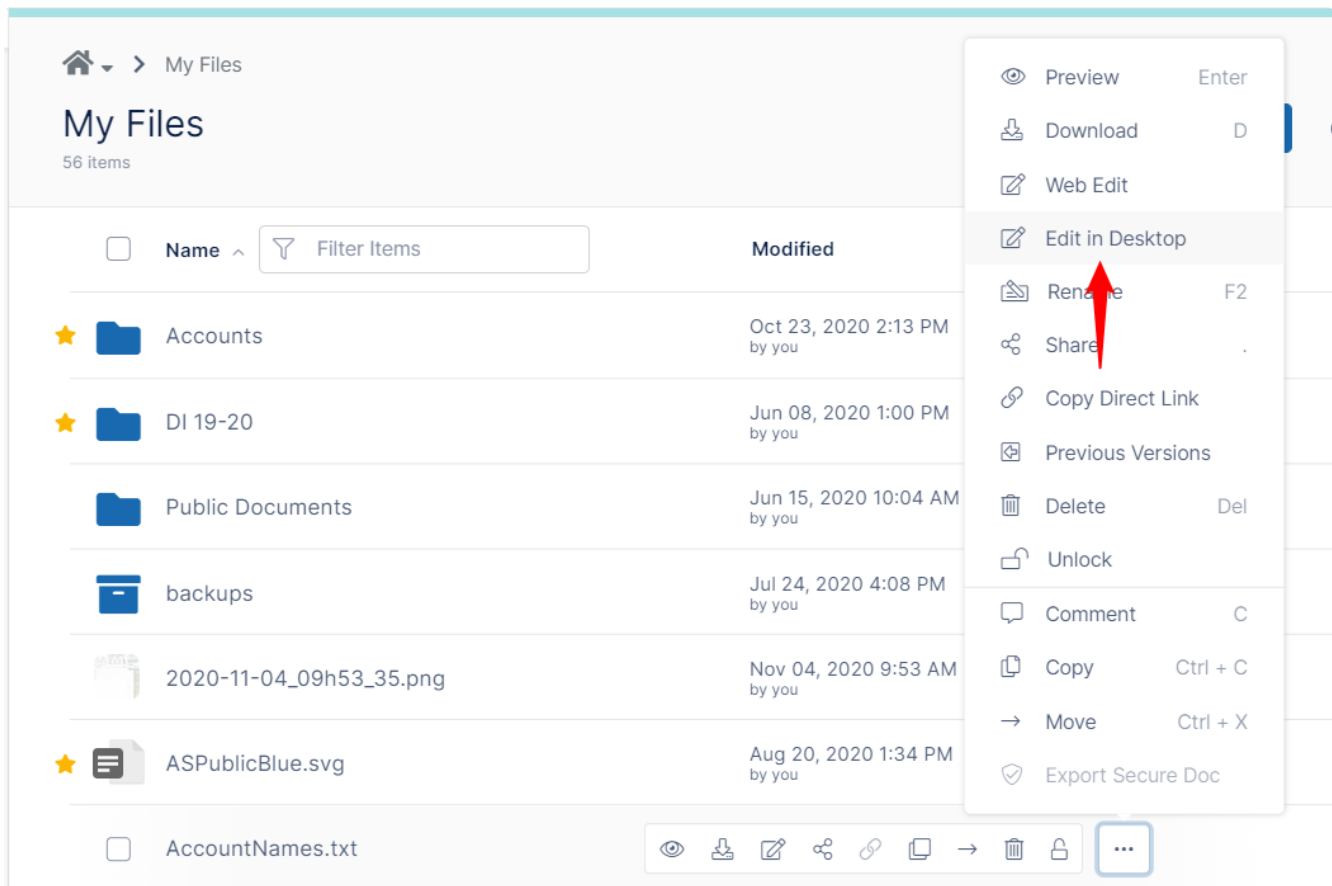 My Files
My Files
56 items
Name
Filter Items
Modified
Accounts
Oct 23, 2020 2:13 PM
by you
DI 19-20
Jun 08, 2020 1:00 PM
by you
Public Documents
Jun 15, 2020 10:04 AM
by you
backups
Jul 24, 2020 4:08 PM
by you
2020-11-04_09h53_35.png
Nov 04, 2020 9:53 AM
by you
ASPublicBlue.svg
Aug 20, 2020 1:34 PM
by you
AccountNames.txt
Preview Enter
Download D
Web Edit
Edit in Desktop
Rename F2
Share .
Copy Direct Link
Previous Versions
Delete Del
Unlock
Comment C
Copy Ctrl + C
Move Ctrl + X
Export Secure Doc